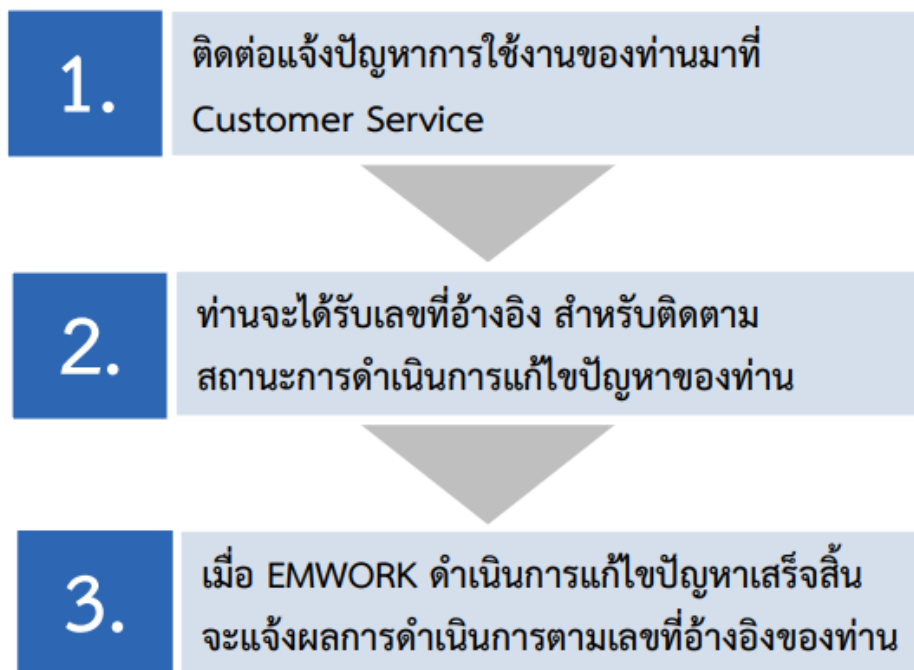 1.
ติดต่อแจ้งปัญหาการใช้งานของท่านมาที่
Customer Service
2.
ท่านจะได้รับเลขที่อ้างอิง สำหรับติดตาม
สถานะการดำเนินการแก้ไขปัญหาของท่าน
3.
เมื่อ EMWORK ดำเนินการแก้ไขปัญหาเสร็จสิ้น
จะแจ้งผลการดำเนินการตามเลขที่อ้างอิงของท่าน